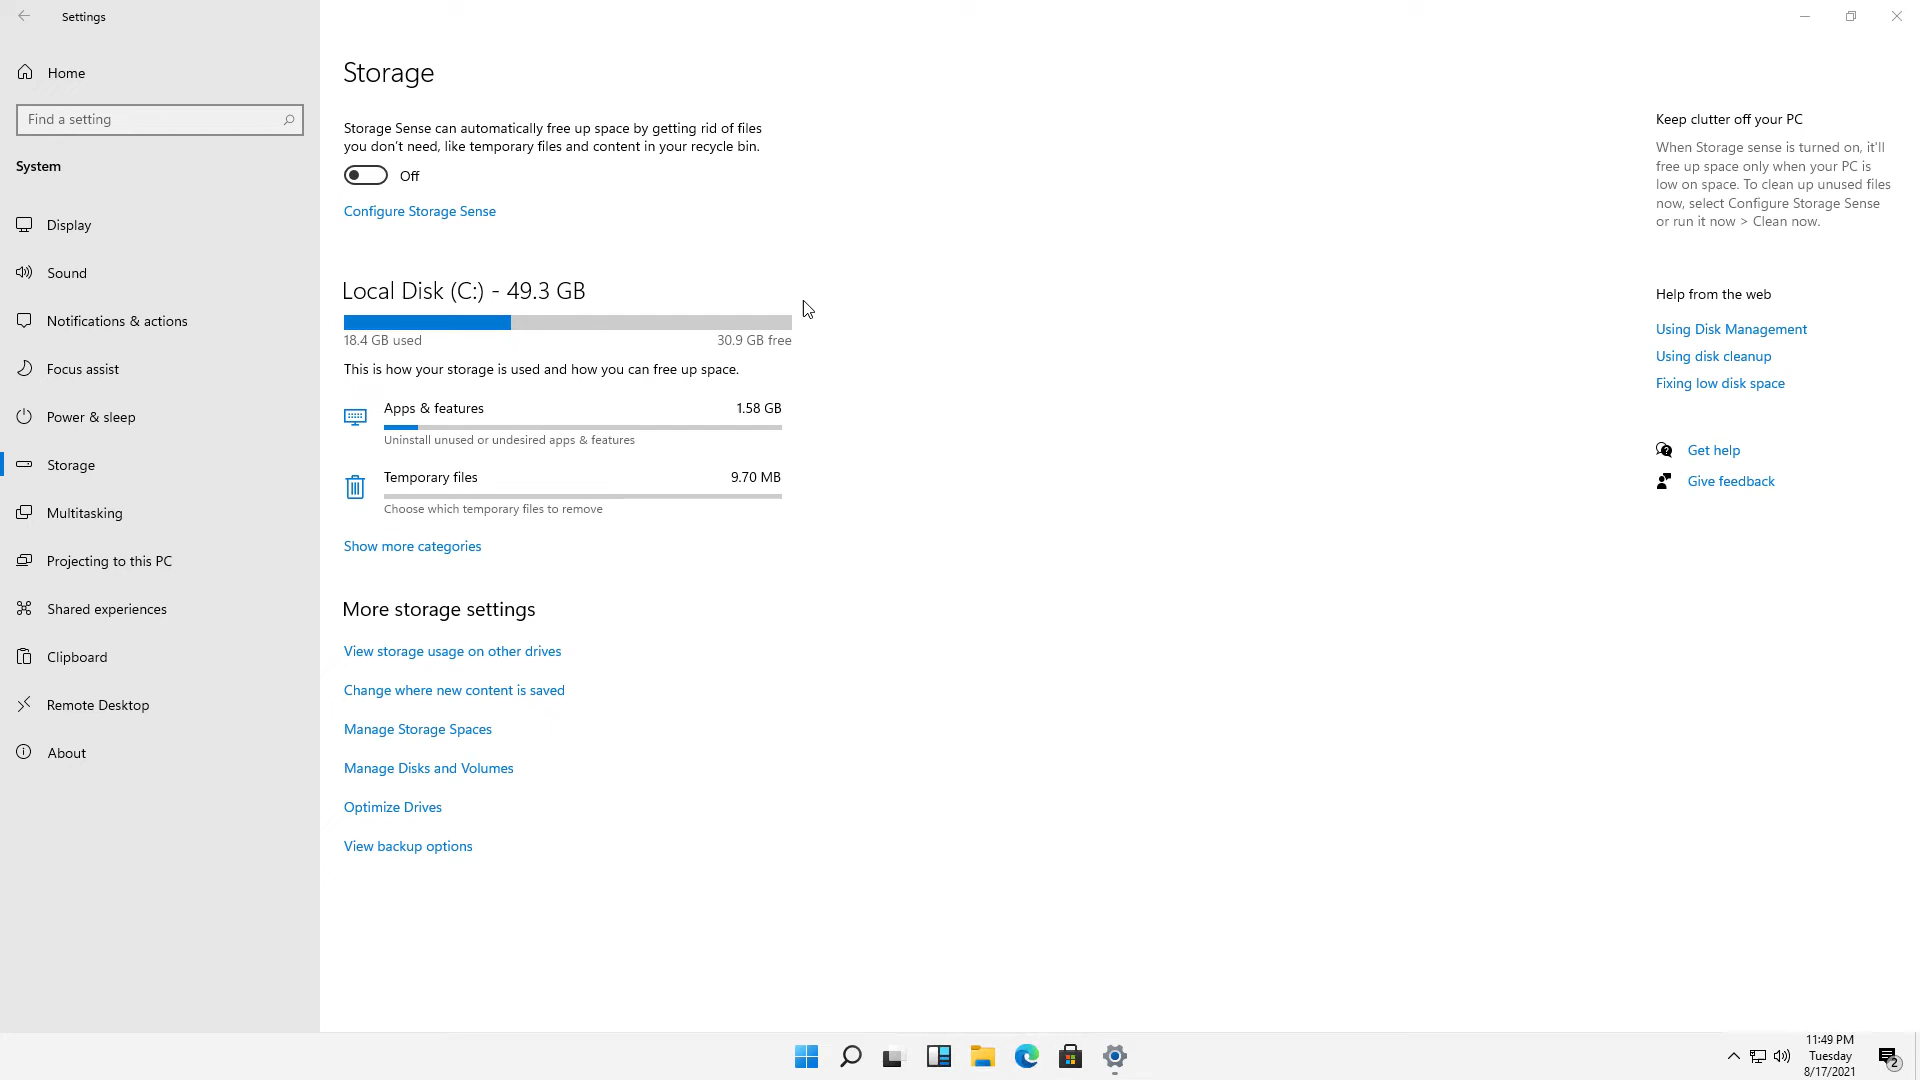 Settings
Home
Find a setting
System
Display
Sound
Notifications & actions
Focus assist
Power & sleep
Storage
Multitasking
Projecting to this PC
Shared experiences
Clipboard
Remote Desktop
About
Storage
Storage Sense can automatically free up space by getting rid of files
you don't need, like temporary files and content in your recycle bin.
Off
Configure Storage Sense
Local Disk (C:) - 49.3 GB
18.4 GB used
30.9 GB free
This is how your storage is used and how you can free up space.
Apps & features
1.58 GB
Uninstall unused or undesired apps & features
Temporary files
9.70 MB
Choose which temporary files to remove
Show more categories
More storage settings
View storage usage on other drives
Change where new content is saved
Manage Storage Spaces
Manage Disks and Volumes
Optimize Drives
View backup options
Keep clutter off your PC
When Storage sense is turned on, it'll
free up space only when your PC is
low on space. To clean up unused files
now, select Configure Storage Sense
or run it now > Clean now.
Help from the web
Using Disk Management
Using disk cleanup
Fixing low disk space
Get help
Give feedback
11:49 PM
Tuesday
8/17/2021
2